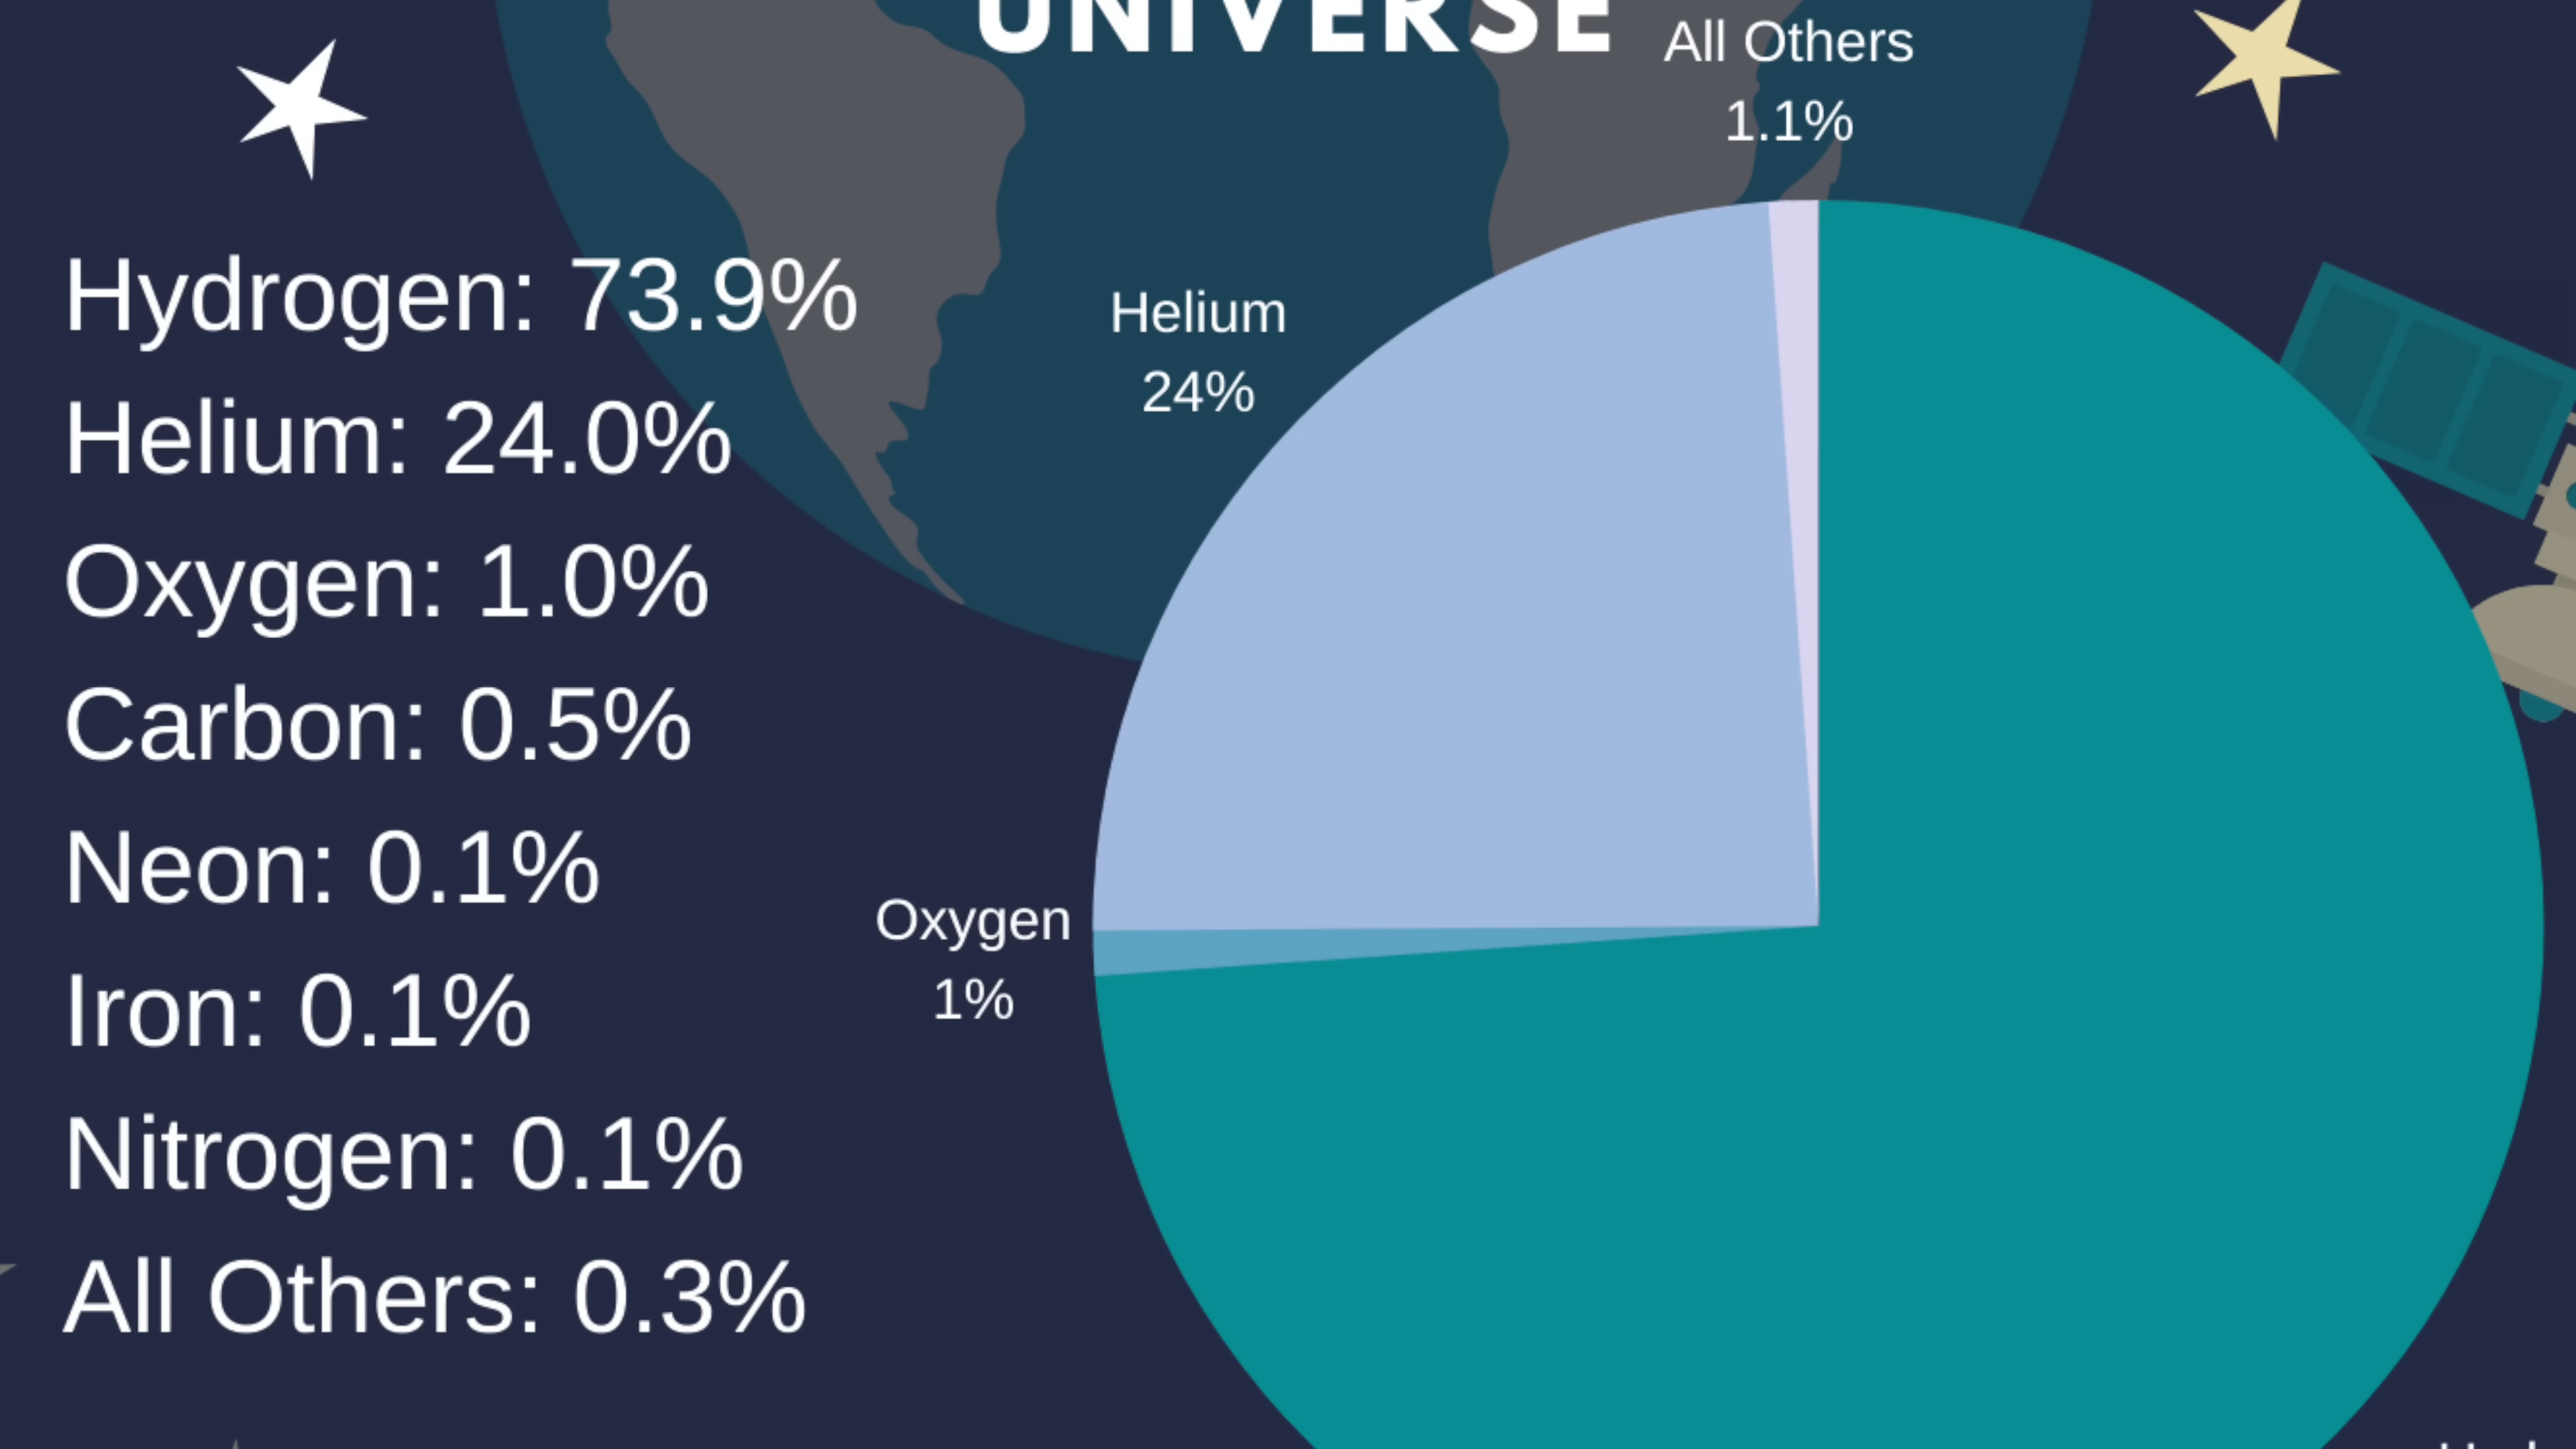 UNIVERSE
Hydrogen: 73.9%
Helium: 24.0%
Oxygen: 1.0%
Carbon: 0.5%
Neon: 0.1%
Iron: 0.1%
Nitrogen: 0.1%
All Others: 0.3%
All Others
1.1%
Helium
24%
Oxygen
1%